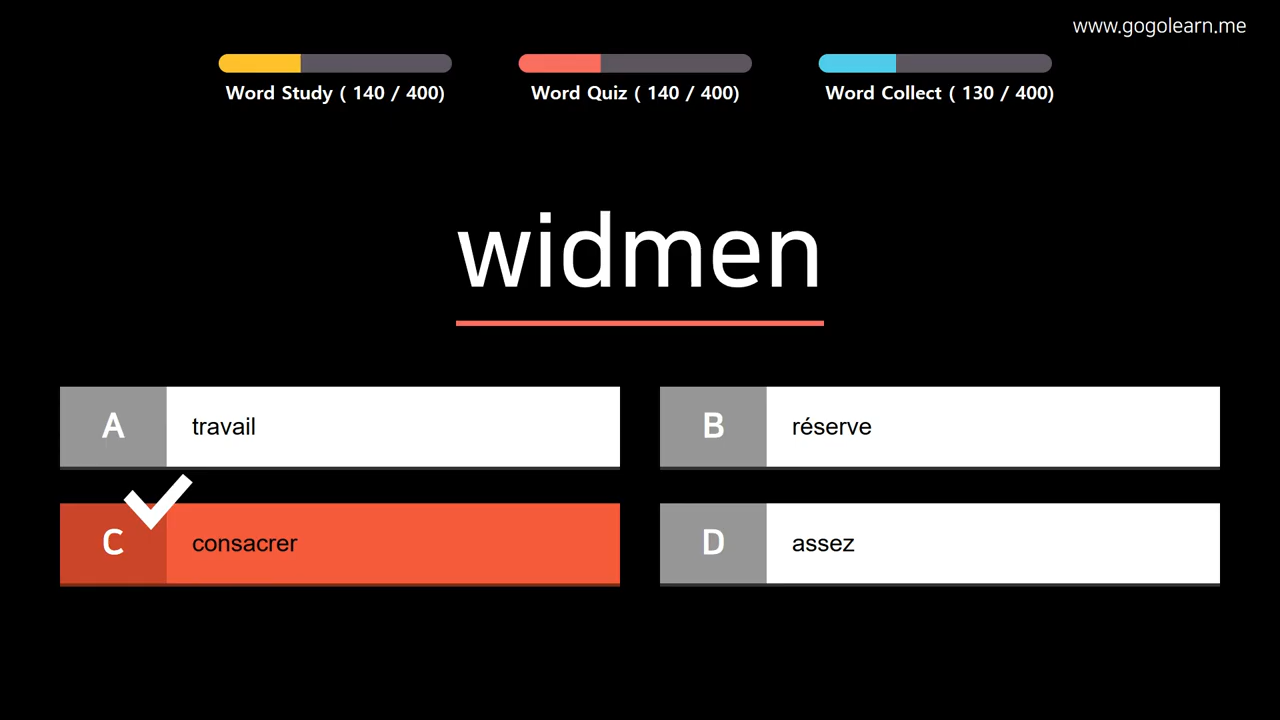 www.gogolearn.me
Word Study ( 140 / 400)
Word Quiz ( 140 / 400)
Word Collect ( 130 / 400)
widmen
A travail
B réserve
C consacrer
D assez